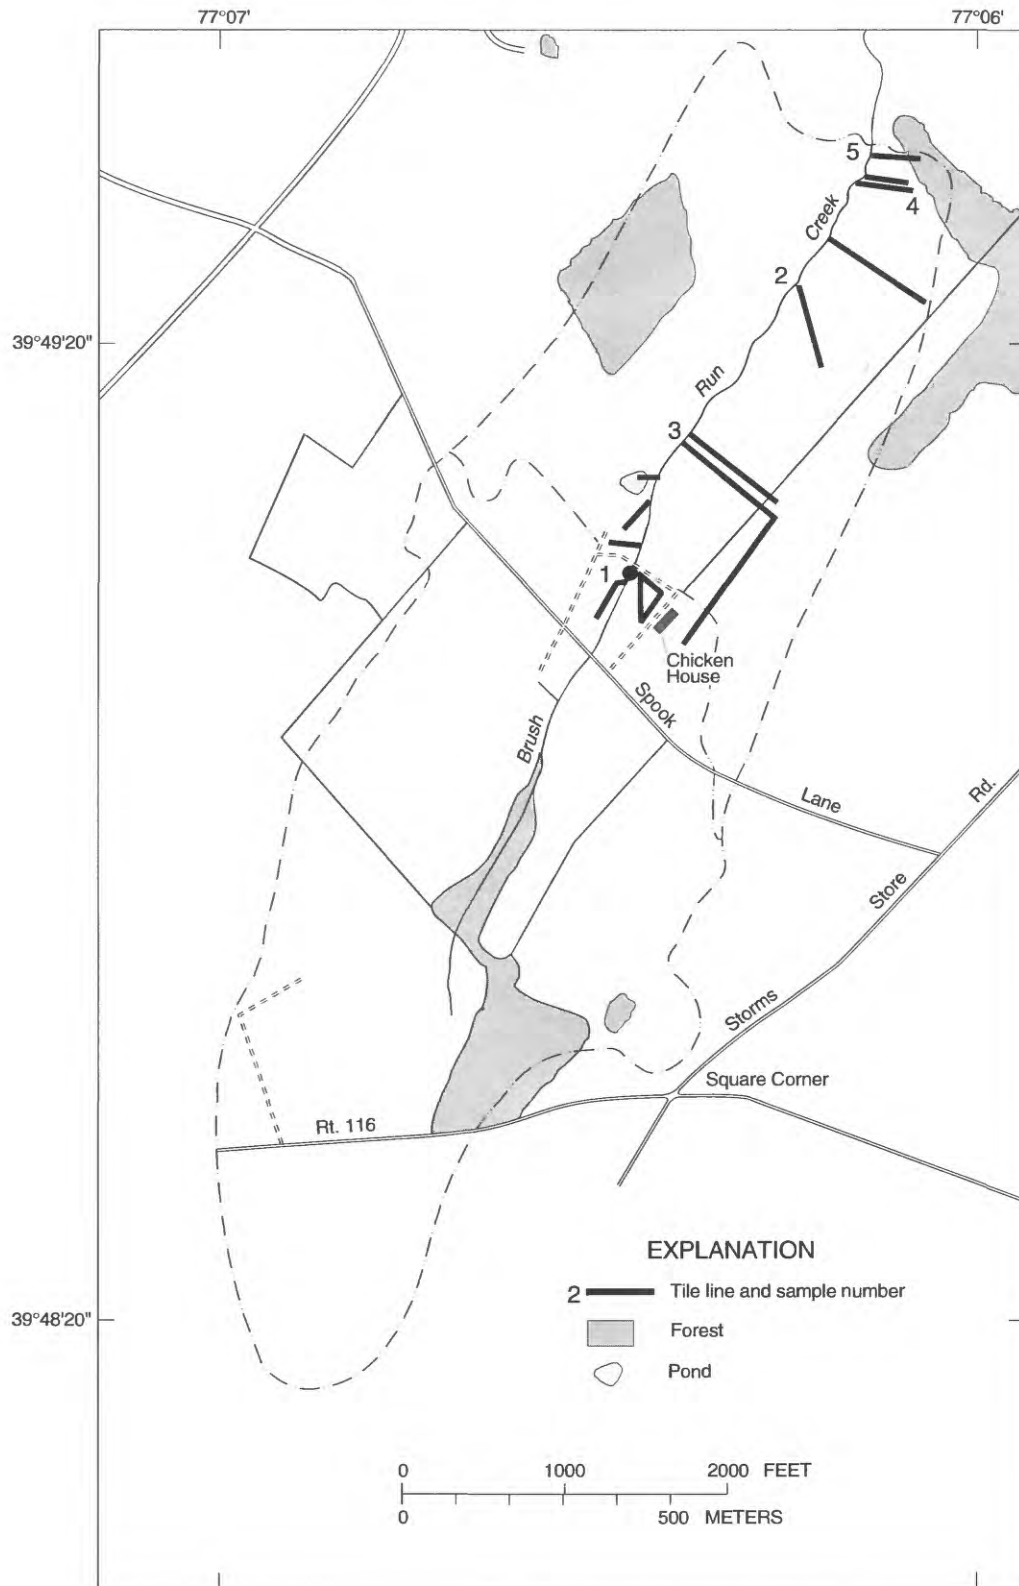 77°07'
77°06'
5
4
Creek
2
39°49'20"
Run
3
1
Chicken
House
Spook
Brush
Lane
Rd.
Store
Storms
Square Corner
Rt. 116
EXPLANATION
2 Tile line and sample number
39°48'20"
Forest
Pond
0 1000 2000 FEET
0 500 METERS